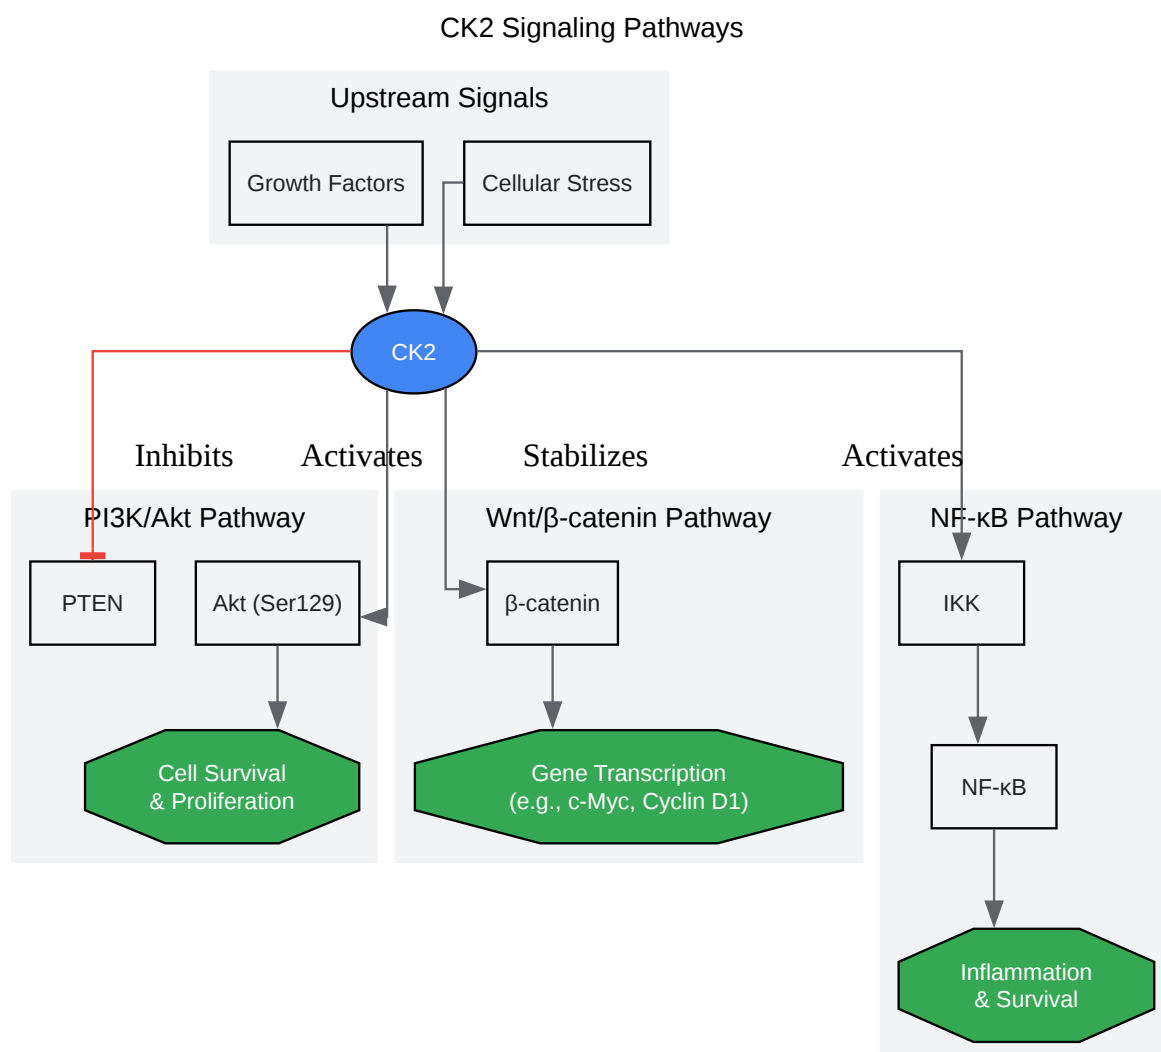 CK2 Signaling Pathways
Upstream Signals
Growth Factors
Cellular Stress
CK2
Inhibits
Activates
Stabilizes
Activates
PI3K/Akt Pathway
Wnt/β-catenin Pathway
NF-κB Pathway
PTEN
Akt (Ser129)
β-catenin
IKK
Cell Survival
& Proliferation
Gene Transcription
(e.g., c-Myc, Cyclin D1)
NF-κB
Inflammation
& Survival